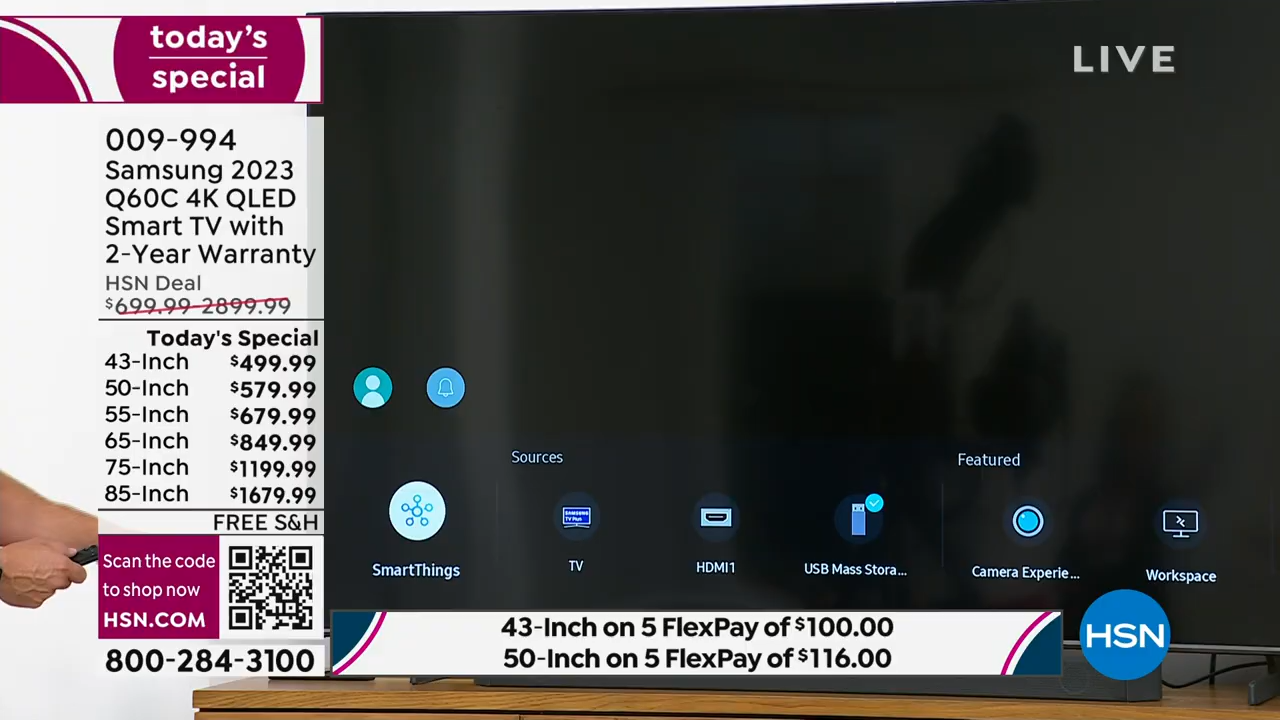 today's
special
LIVE
009-994
Samsung 2023
Q60C 4K QLED
Smart TV with
2-Year Warranty
HSN Deal
$699.99-2899.99
Today's Special
43-Inch $499.99
50-Inch $579.99
55-Inch $679.99
65-Inch $849.99
75-Inch $1199.99
85-Inch $1679.99
FREE S&H
Scan the code
to shop now
HSN.COM
800-284-3100
Sources
Featured
SAMSUNG
TV Plus
SmartThings
TV
HDMI1
USB Mass Stora...
Camera Experie...
Workspace
43-Inch on 5 FlexPay of $100.00
50-Inch on 5 FlexPay of $116.00
HSN